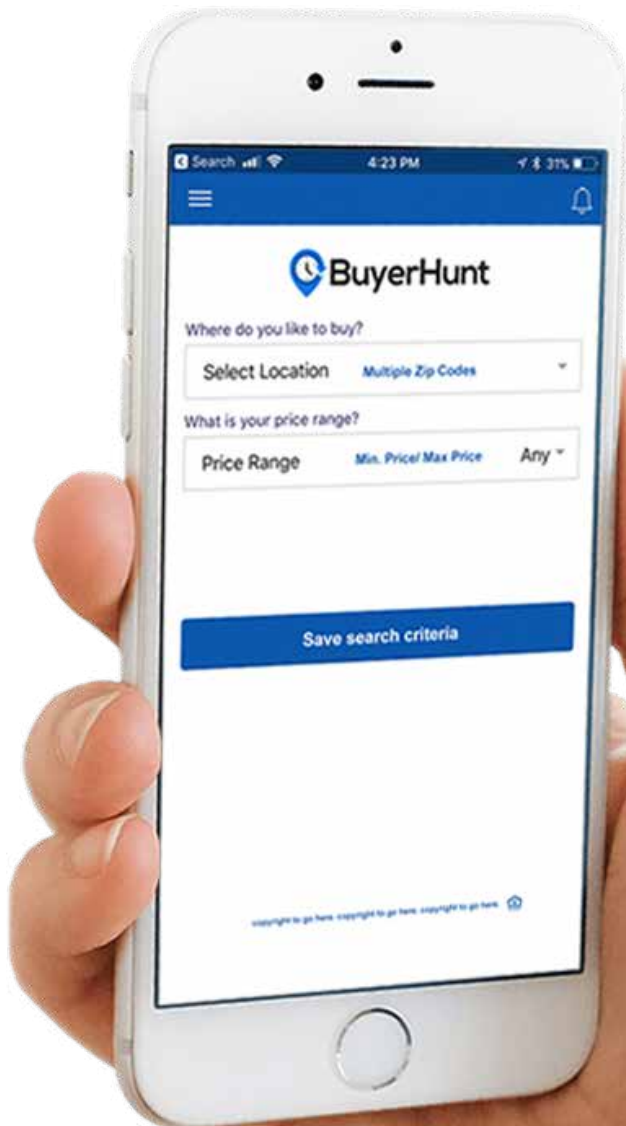 Search 4:23 PM 31%
BuyerHunt
Where do you like to buy?
Select Location Multiple Zip Codes
What is your price range?
Price Range Min. Price/ Max Price Any
Save search criteria
copyright to go here. copyright to go here. copyright to go here.